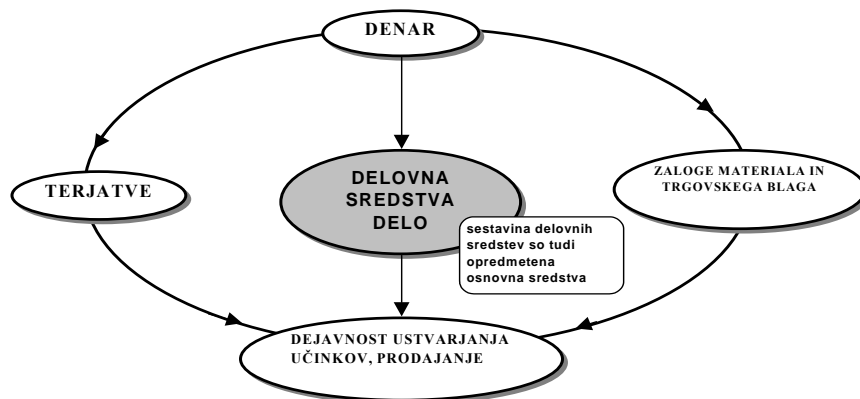 DENAR
TERJATVE
DELOVNA
SREDSTVA
DELO
ZALOGE MATERIALA IN
TRGOVSKEGA BLAGA
sestavina delovnih
sredstev so tudi
opredmetena
osnovna sredstva
DEJAVNOST USTVARJANJA
UČINKOV, PRODAJANJE